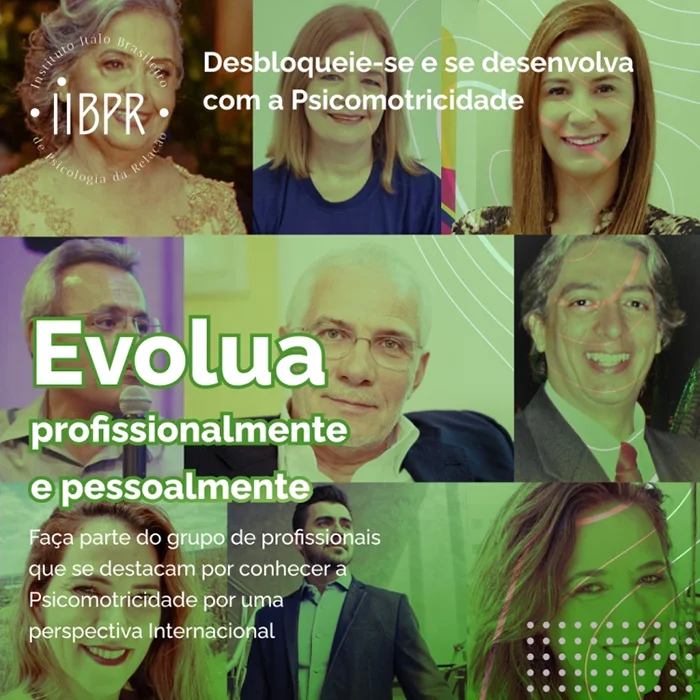 Instituto Ítalo Brasileiro
iiBPR
de Psicologia da Relação
Desbloqueie-se e se desenvolva
com a Psicomotricidade
Evolua
profissionalmente
e pessoalmente
Faça parte do grupo de profissionais
que se destacam por conhecer a
Psicomotricidade por uma
perspectiva Internacional